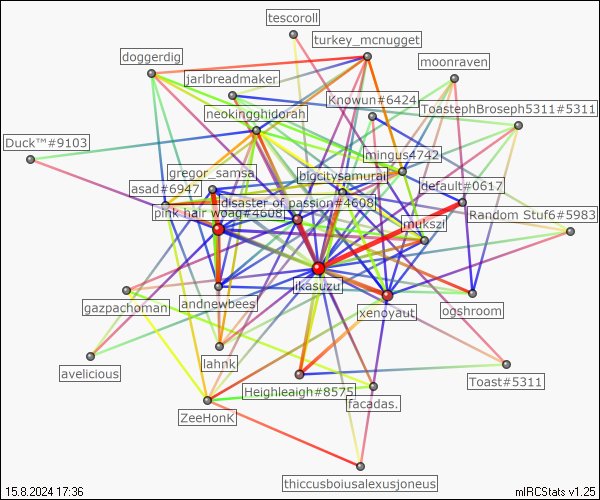 tescoroll
turkey_mcnugget
doggerdig
moonraven
jarlbreadmaker
Knowun#6424
ToastephBroseph5311#5311
neokingghidorah
Duck™#9103
mingus4742
gregor_samsa
bigcitysamurai
asad#6947
default#0617
disaster of passion#4608
pink hair woag#4608
Random Stuf6#5983
mukszi
ikasuzu
gazpachoman
andnewbees
xenoyaut
ogshroom
lahnk
avelicious
Toast#5311
Heighleaigh#8575
facadas.
ZeeHonK
thiccusboiusalexusjoneus
15.8.2024 17:36
mIRCStats v1.25